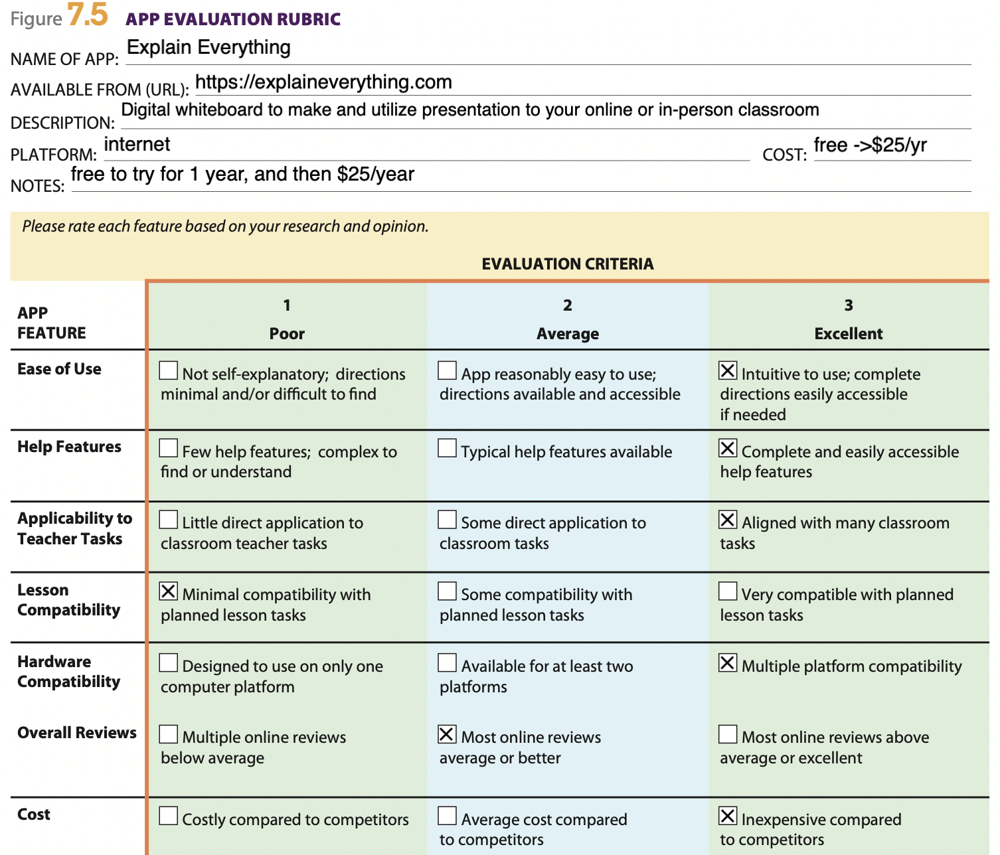 Figure 7.5 APP EVALUATION RUBRIC
NAME OF APP: Explain Everything
AVAILABLE FROM (URL): https://explaineverything.com
DESCRIPTION: Digital whiteboard to make and utilize presentation to your online or in-person classroom
PLATFORM: internet COST: free ->$25/yr
NOTES: free to try for 1 year, and then $25/year
Please rate each feature based on your research and opinion.
EVALUATION CRITERIA
APP
FEATURE
1
Poor
2
Average
3
Excellent
Ease of Use
Not self-explanatory; directions
minimal and/or difficult to find
App reasonably easy to use;
directions available and accessible
Intuitive to use; complete
directions easily accessible
if needed
Help Features
Few help features; complex to
find or understand
Typical help features available
Complete and easily accessible
help features
Applicability to
Teacher Tasks
Little direct application to
classroom teacher tasks
Some direct application to
classroom tasks
Aligned with many classroom
tasks
Lesson
Compatibility
Minimal compatibility with
planned lesson tasks
Some compatibility with
planned lesson tasks
Very compatible with planned
lesson tasks
Hardware
Compatibility
Designed to use on only one
computer platform
Available for at least two
platforms
Multiple platform compatibility
Overall Reviews
Multiple online reviews
below average
Most online reviews
average or better
Most online reviews above
average or excellent
Cost
Costly compared to competitors
Average cost compared
to competitors
Inexpensive compared
to competitors